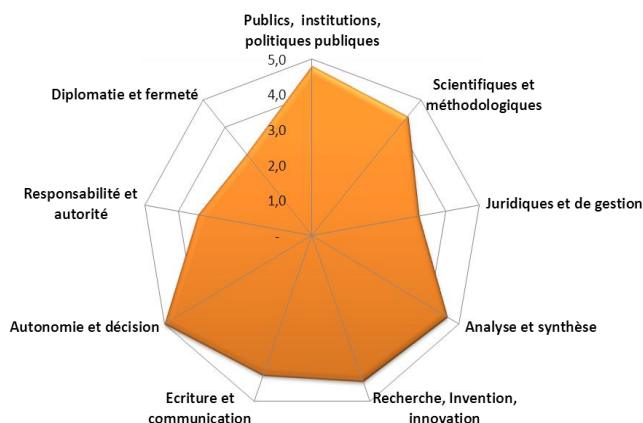 Publics, institutions,
politiques publiques
Scientifiques et
méthodologiques
Juridiques et de gestion
Analyse et synthèse
Recherche, Invention,
innovation
Ecriture et
communication
Autonomie et décision
Responsabilité et
autorité
Diplomatie et fermeté
5,0
4,0
3,0
2,0
1,0
-